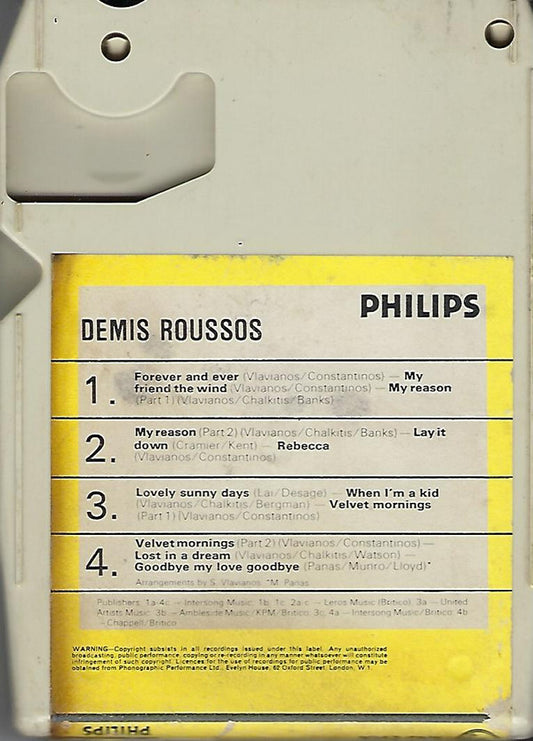 PHILIPS
DEMIS ROUSSOS
1. Forever and ever (Vlavianos/Constantinos) — My
friend the wind (Vlavianos/Constantinos) — My reason
(Part 1) (Vlavianos/Chalkitis/Banks)
2. My reason (Part 2) (Vlavianos/Chalkitis/Banks) — Lay it
down (Cramier/Kent) — Rebecca
(Vlavianos/Constantinos)
3. Lovely sunny days (Lai/Desage) — When I'm a kid
(Vlavianos/Chalkitis/Bergman) — Velvet mornings
(Part 1) (Vlavianos/Constantinos)
4. Velvet mornings (Part 2) (Vlavianos/Constantinos) —
Lost in a dream (Vlavianos/Chalkitis/Watson) —
Goodbye my love goodbye (Panas/Munro/Lloyd)*
Arrangements by S. Vlavianos *M. Panas
Publishers: 1a-4c — Intersong Music; 1b, 1c, 2a-c — Leros Music (Britico); 3a — United
Artists Music; 3b — Ambles de Music/KPM/Britico; 3c, 4a — Intersong Music/Britico; 4b
— Chappell/Britico
WARNING—Copyright subsists in all recordings issued under this label. Any unauthorized
broadcasting, public performance, copying or re-recording in any manner whatsoever will constitute
infringement of such copyright. Licences for the use of recordings for public performance may be
obtained from Phonographic Performance Ltd., Evelyn House, 62 Oxford Street, London, W.1.
PHILIPS